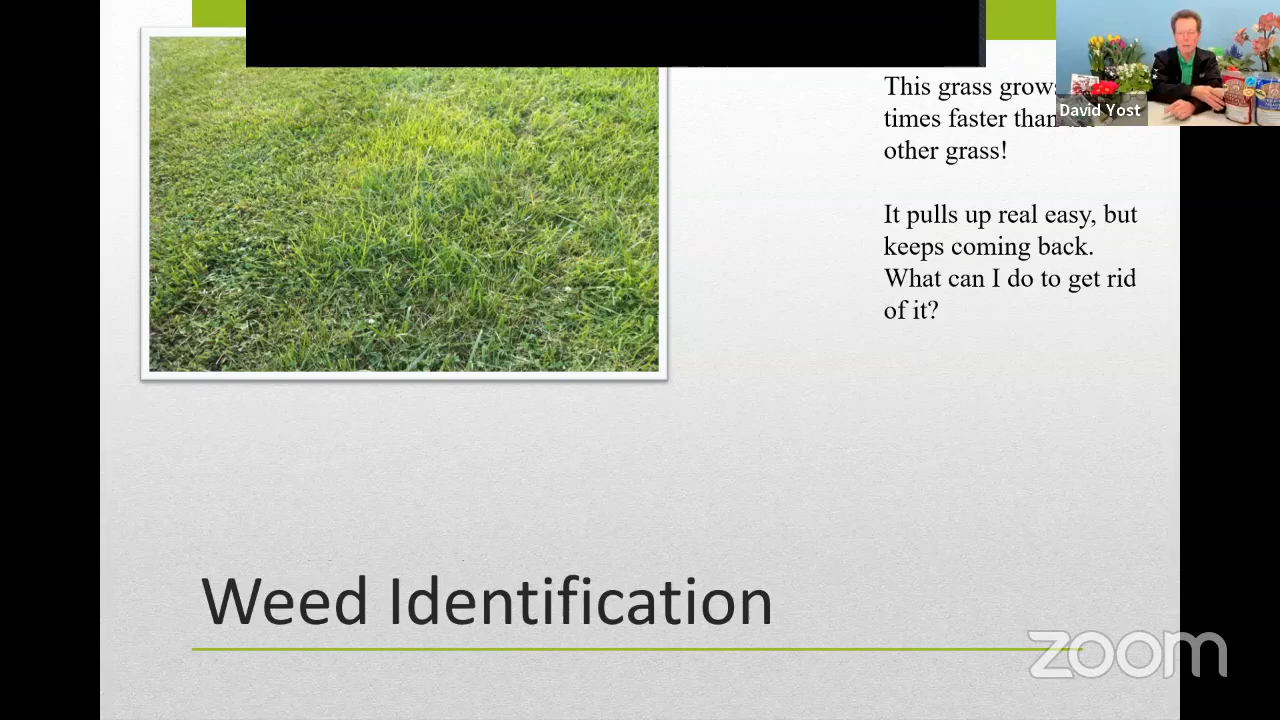 This grass grows
times faster than
other grass!
It pulls up real easy, but
keeps coming back.
What can I do to get rid
of it?
David Yost
Weed Identification
zoom